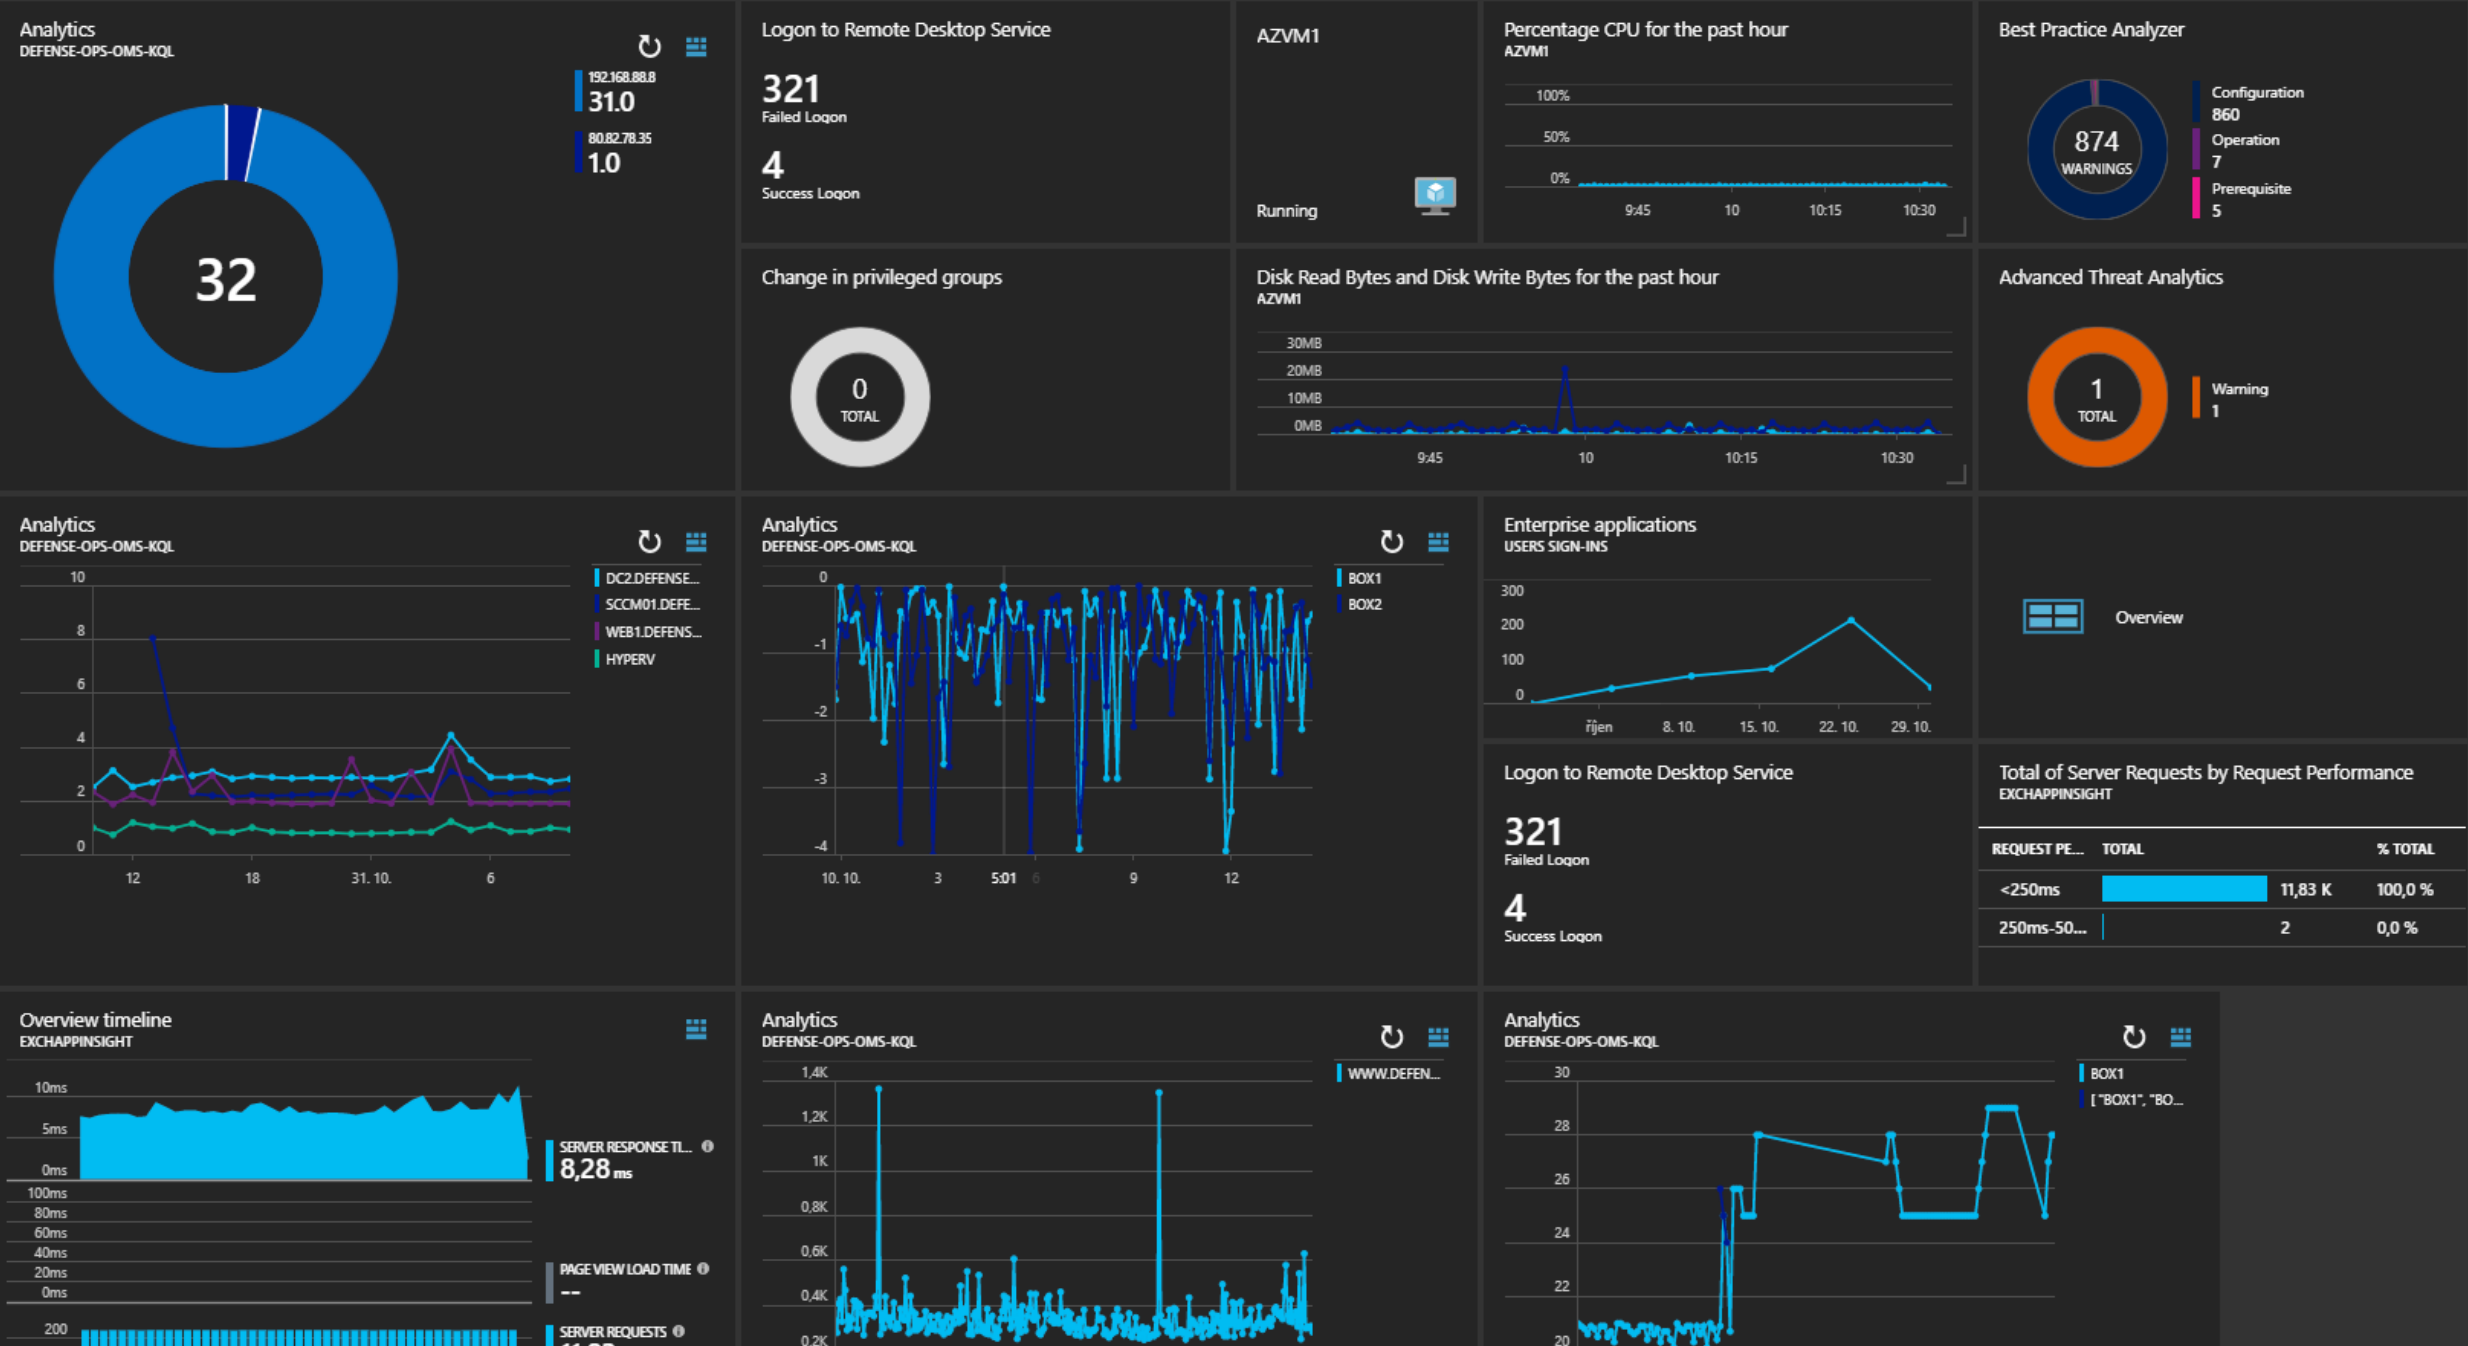 Analytics
DEFENSE-OPS-OMS-KQL
192.168.88.8
31.0
80.82.78.35
1.0
32
Logon to Remote Desktop Service
321
Failed Logon
4
Success Logon
AZVM1
Running
Percentage CPU for the past hour
AZVM1
100%
50%
0%
9:45 10 10:15 10:30
Best Practice Analyzer
874
WARNINGS
Configuration
860
Operation
7
Prerequisite
5
Change in privileged groups
0
TOTAL
Disk Read Bytes and Disk Write Bytes for the past hour
AZVM1
30MB
20MB
10MB
0MB
9:45 10 10:15 10:30
Advanced Threat Analytics
1
TOTAL
Warning
1
Analytics
DEFENSE-OPS-OMS-KQL
10
8
6
4
2
0
12 18 31. 10. 6
DC2.DEFENSE...
SCCM01.DEFE...
WEB1.DEFENS...
HYPERV
Analytics
DEFENSE-OPS-OMS-KQL
0
-1
-2
-3
-4
10. 10. 3 5:01 6 9 12
BOX1
BOX2
Enterprise applications
USERS SIGN-INS
300
200
100
0
říjen 8. 10. 15. 10. 22. 10. 29. 10.
Overview
Logon to Remote Desktop Service
321
Failed Logon
4
Success Logon
Total of Server Requests by Request Performance
EXCHAPPINSIGHT
REQUEST PE... TOTAL % TOTAL
<250ms 11,83 K 100,0 %
250ms-50... 2 0,0 %
Overview timeline
EXCHAPPINSIGHT
10ms
5ms
0ms
100ms
80ms
60ms
40ms
20ms
0ms
200
SERVER RESPONSE TI...
8,28 ms
PAGE VIEW LOAD TIME
--
SERVER REQUESTS
Analytics
DEFENSE-OPS-OMS-KQL
1,4K
1,2K
1K
0,8K
0,6K
0,4K
0,2K
WWW.DEFEN...
Analytics
DEFENSE-OPS-OMS-KQL
30
28
26
24
22
20
BOX1
[ "BOX1", "BO...